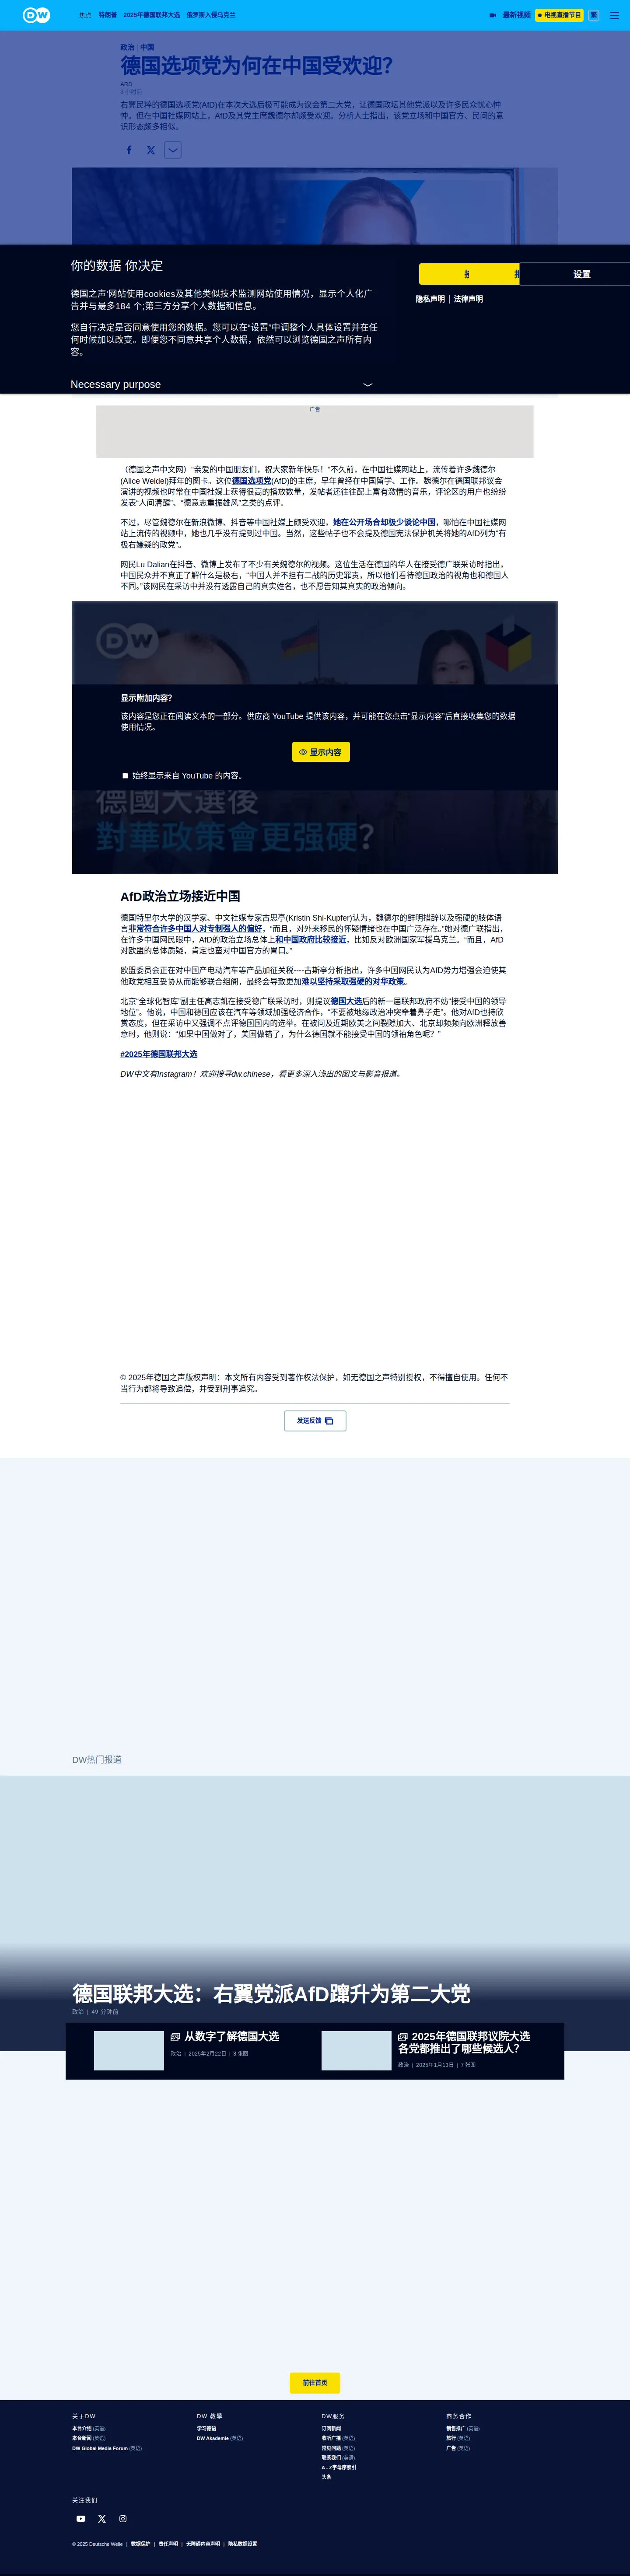 DW
焦点 特朗普 2025年德国联邦大选 俄罗斯入侵乌克兰
最新视频 电视直播节目 繁
政治 | 中国
德国选项党为何在中国受欢迎?
AfrD
3 小时前
右翼民粹的德国选项党(AfD)在本次大选后极可能成为议会第二大党，让德国政坛其他党派以及许多民众忧心忡
忡。但在中国社媒网站上，AfD及其党主席魏德尔却颇受欢迎。分析人士指出，该党立场和中国官方、民间的意
识形态颇多相似。
你的数据 你决定
设置
德国之声'网站使用cookies及其他类似技术监测网站使用情况，显示个人化广
告并与最多184 个;第三方分享个人数据和信息。
隐私声明 | 法律声明
您自行决定是否同意使用您的数据。您可以在“设置”中调整个人具体设置并在任
何时候加以改变。即便您不同意共享个人数据，依然可以浏览德国之声所有内
容。
Necessary purpose
广告
（德国之声中文网）“亲爱的中国朋友们，祝大家新年快乐！”不久前，在中国社媒网站上，流传着许多魏德尔
(Alice Weidel)拜年的图卡。这位德国选项党(AfD)的主席，早年曾经在中国留学、工作。魏德尔在德国联邦议会
演讲的视频也时常在中国社媒上获得很高的播放数量，发帖者还往往配上富有激情的音乐，评论区的用户也纷纷
发表“人间清醒”、“德意志重振雄风”之类的点评。
不过，尽管魏德尔在新浪微博、抖音等中国社媒上颇受欢迎，她在公开场合却极少谈论中国，哪怕在中国社媒网
站上流传的视频中，她也几乎没有提到过中国。当然，这些帖子也不会提及德国宪法保护机关将她的AfD列为“有
极右嫌疑的政党”。
网民Lu Dalian在抖音、微博上发布了不少有关魏德尔的视频。这位生活在德国的华人在接受德广联采访时指出，
中国民众并不真正了解什么是极右，“中国人并不担有二战的历史罪责，所以他们看待德国政治的视角也和德国人
不同。”该网民在采访中并没有透露自己的真实姓名，也不愿告知其真实的政治倾向。
DW
显示附加内容？
该内容是您正在阅读文本的一部分。供应商 YouTube 提供该内容，并可能在您点击“显示内容”后直接收集您的数据
使用情况。
显示内容
始终显示来自 YouTube 的内容。
德國大選後
對華政策會更强硬?
AfD政治立场接近中国
德国特里尔大学的汉学家、中文社媒专家古思亭(Kristin Shi-Kupfer)认为，魏德尔的鲜明措辞以及强硬的肢体语
言非常符合许多中国人对专制强人的偏好，“而且，对外来移民的怀疑情绪也在中国广泛存在。”她对德广联指出，
在许多中国网民眼中，AfD的政治立场总体上和中国政府比较接近，比如反对欧洲国家军援乌克兰。“而且，AfD
对欧盟的总体质疑，肯定也蛮对中国官方的胃口。”
欧盟委员会正在对中国产电动汽车等产品加征关税----古斯亭分析指出，许多中国网民认为AfD势力增强会迫使其
他政党相互妥协从而能够联合组阁，最终会导致更加难以坚持采取强硬的对华政策。
北京“全球化智库”副主任高志凯在接受德广联采访时，则提议德国大选后的新一届联邦政府不妨“接受中国的领导
地位”。他说，中国和德国应该在汽车等领域加强经济合作，“不要被地缘政治冲突牵着鼻子走”。他对AfD也持欣
赏态度，但在采访中又强调不点评德国国内的选举。在被问及近期欧美之间裂隙加大、北京却频频向欧洲释放善
意时，他则说：“如果中国做对了，美国做错了，为什么德国就不能接受中国的领袖角色呢？”
#2025年德国联邦大选
DW中文有Instagram！欢迎搜寻dw.chinese，看更多深入浅出的图文与影音报道。
© 2025年德国之声版权声明：本文所有内容受到著作权法保护，如无德国之声特别授权，不得擅自使用。任何不
当行为都将导致追偿，并受到刑事追究。
发送反馈
DW热门报道
德国联邦大选：右翼党派AfD蹿升为第二大党
政治 | 49 分钟前
从数字了解德国大选
政治 | 2025年2月22日 | 8 张图
2025年德国联邦议院大选
各党都推出了哪些候选人？
政治 | 2025年1月13日 | 7 张图
前往首页
关于DW
本台介绍 (英语)
本台新闻 (英语)
DW Global Media Forum (英语)
DW 教学
学习德语
DW Akademie (英语)
DW服务
订阅新闻
收听广播 (英语)
常见问题 (英语)
联系我们 (英语)
A - Z字母序索引
头条
商务合作
销售推广 (英语)
旅行 (英语)
广告 (英语)
关注我们
© 2025 Deutsche Welle | 数据保护 | 责任声明 | 无障碍内容声明 | 隐私数据设置